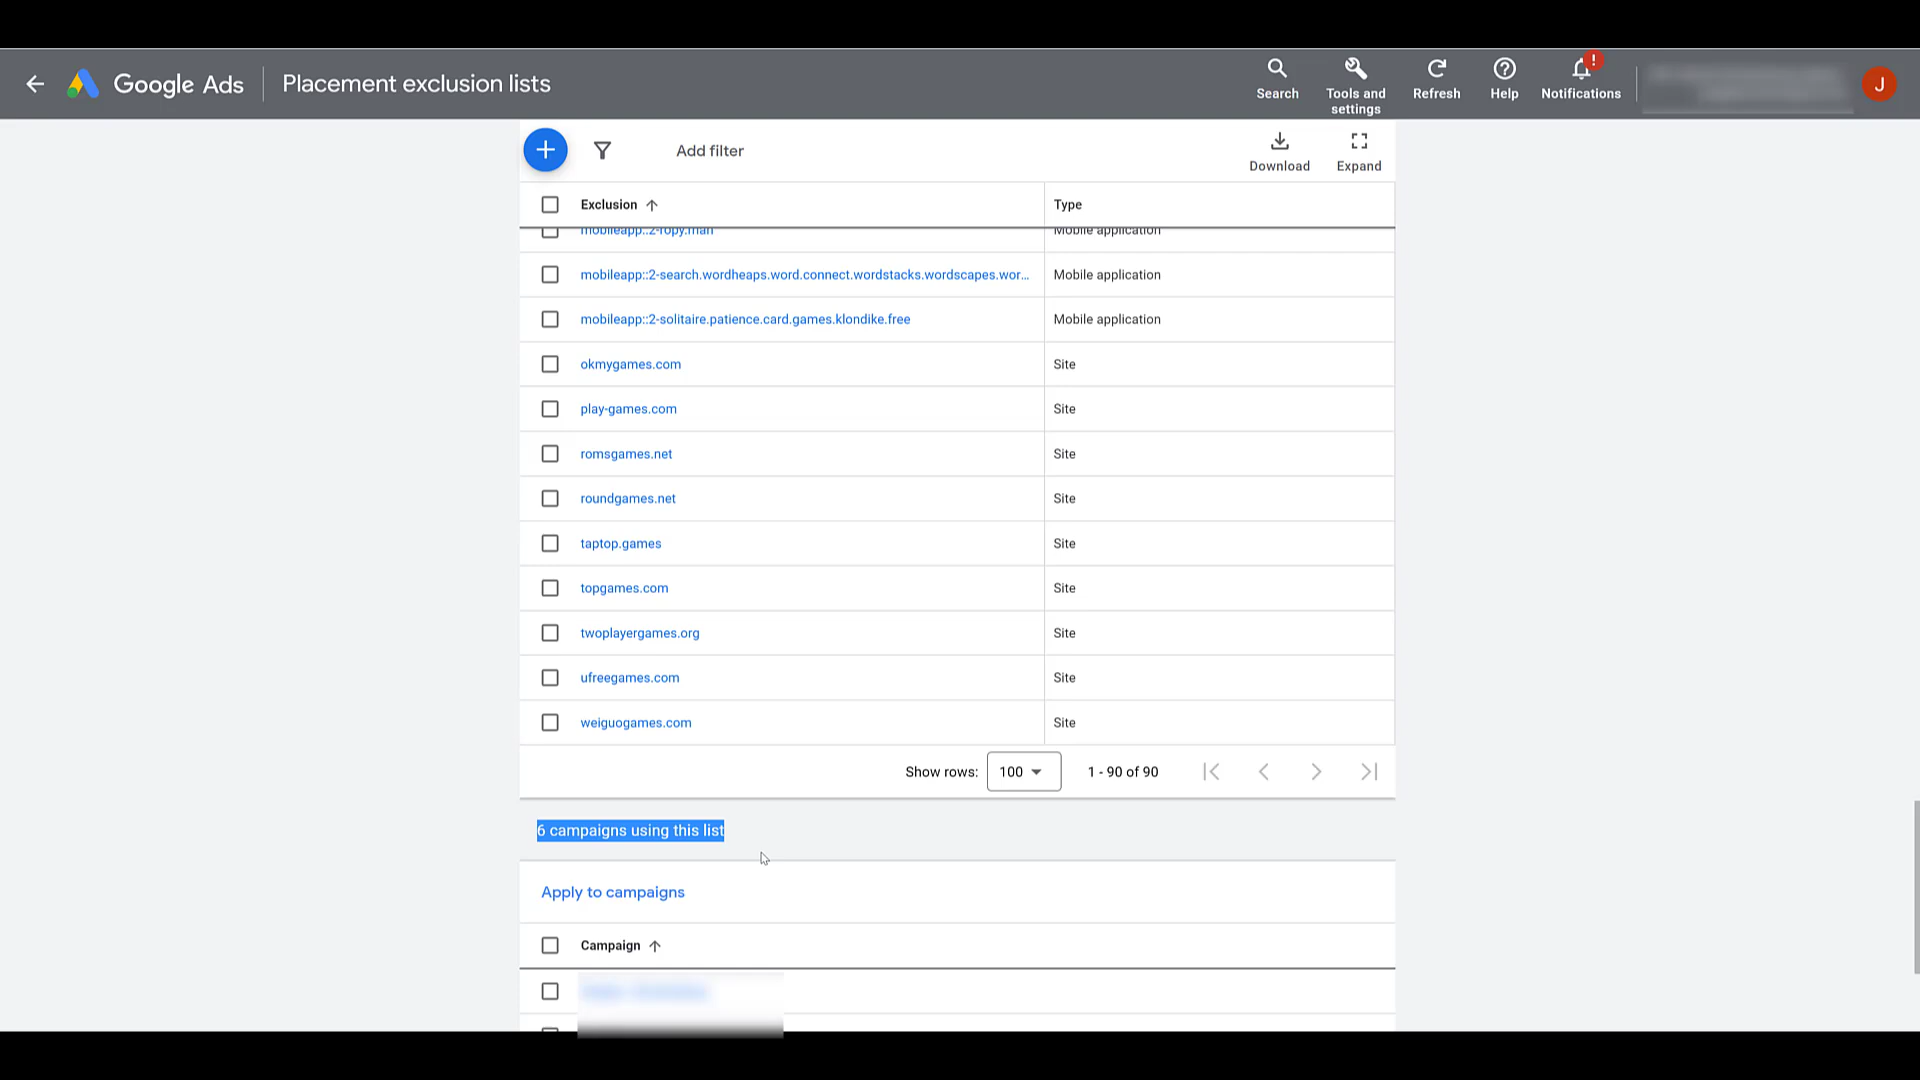 Google Ads
Placement exclusion lists
Search
Tools and
settings
Refresh
Help
!
Notifications
J
Add filter
Download
Expand
Exclusion
Type
mobileapp::2-ropy.man
Mobile application
mobileapp::2-search.wordheaps.word.connect.wordstacks.wordscapes.wor...
Mobile application
mobileapp::2-solitaire.patience.card.games.klondike.free
Mobile application
okmygames.com
Site
play-games.com
Site
romsgames.net
Site
roundgames.net
Site
taptop.games
Site
topgames.com
Site
twoplayergames.org
Site
ufreegames.com
Site
weiguogames.com
Site
Show rows:
100
1 - 90 of 90
6 campaigns using this list
Apply to campaigns
Campaign